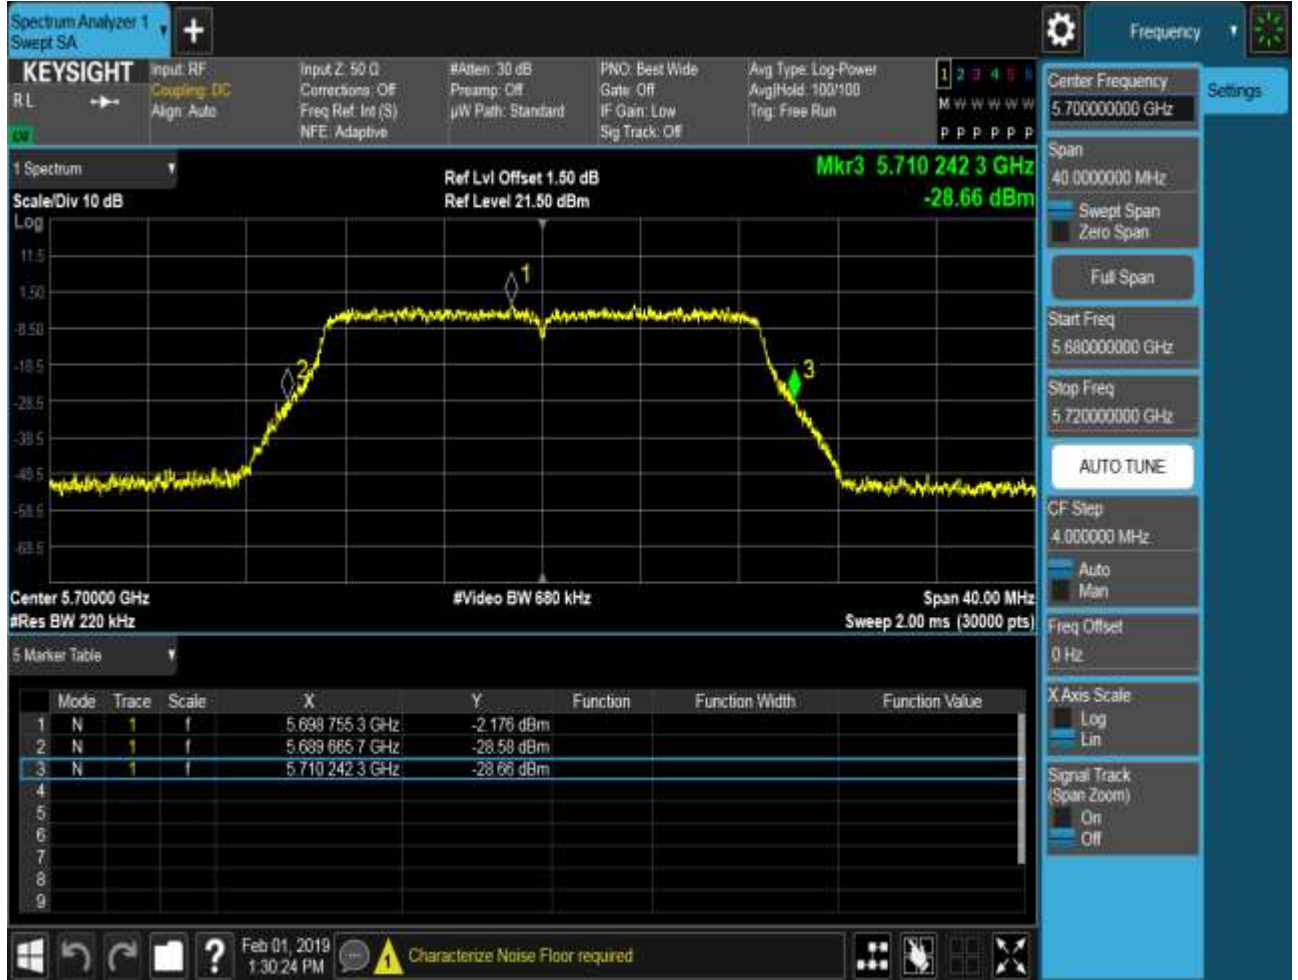 Spectrum Analyzer 1
Swept SA
Frequency
KEYSIGHT
R L
Input: RF
Coupling: DC
Align: Auto
Input Z: 50 Ω
Corrections: Off
Freq Ref: Int (S)
NFE: Adaptive
#Atten: 30 dB
Preamp: Off
µW Path: Standard
PNO: Best Wide
Gate: Off
IF Gain: Low
Sig Track: Off
Avg Type: Log-Power
Avg|Hold: 100/100
Trig: Free Run
1 2 3 4 5 6
M W W W W W
P P P P P P
1 Spectrum
Scale/Div 10 dB
Log
Ref Lvl Offset 1.50 dB
Ref Level 21.50 dBm
Mkr3 5.710 242 3 GHz
-28.66 dBm
11.5
1.50
-8.50
-18.5
-28.5
-38.5
-48.5
-58.5
-68.5
1
2
3
Center 5.70000 GHz
#Video BW 680 kHz
Span 40.00 MHz
#Res BW 220 kHz
Sweep 2.00 ms (30000 pts)
5 Marker Table
Mode Trace Scale X Y Function Function Width Function Value
1 N 1 f 5.698 755 3 GHz -2.176 dBm
2 N 1 f 5.689 665 7 GHz -28.58 dBm
3 N 1 f 5.710 242 3 GHz -28.66 dBm
4
5
6
7
8
9
Center Frequency
5.700000000 GHz
Settings
Span
40.0000000 MHz
Swept Span
Zero Span
Full Span
Start Freq
5.680000000 GHz
Stop Freq
5.720000000 GHz
AUTO TUNE
CF Step
4.000000 MHz
Auto
Man
Freq Offset
0 Hz
X Axis Scale
Log
Lin
Signal Track
(Span Zoom)
On
Off
?
Feb 01, 2019
1:30:24 PM
1
Characterize Noise Floor required